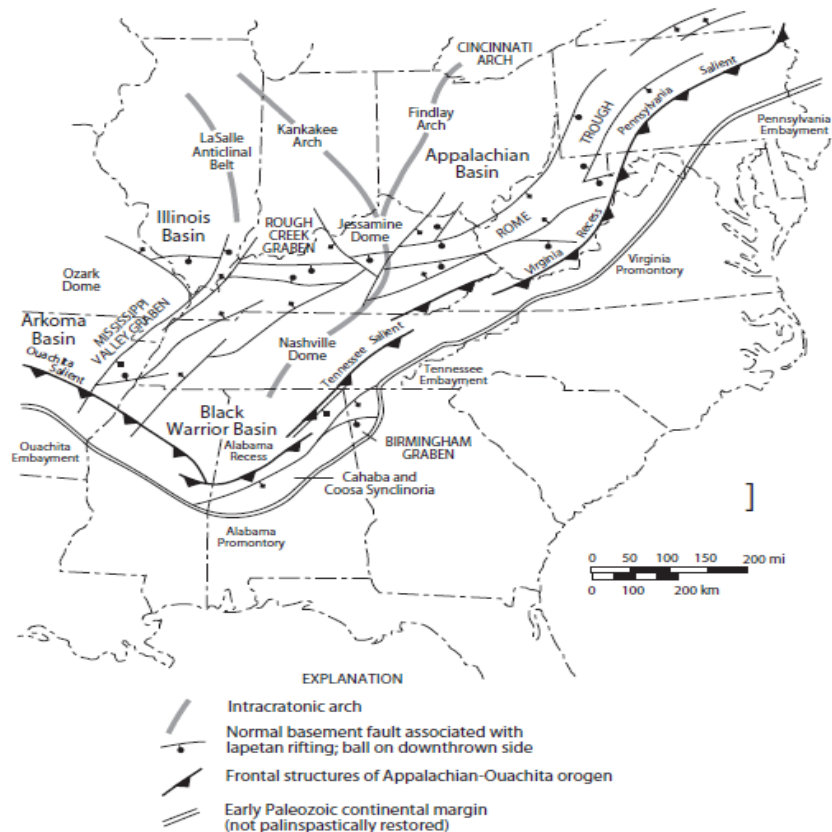 CINCINNATI
ARCH
Pennsylvania
Salient
TROUGH
Pennsylvania
Embayment
LaSalle
Anticlinal
Belt
Kankakee
Arch
Findlay
Arch
Appalachian
Basin
Illinois
Basin
ROUGH
CREEK
GRABEN
Jessamine
Dome
ROME
Virginia
Recess
Virginia
Promontory
Ozark
Dome
MISSISSIPPI
VALLEY GRABEN
Arkoma
Basin
Ouachita
Salient
Nashville
Dome
Tennessee Salient
Tennessee
Embayment
Black
Warrior Basin
Alabama
Recess
BIRMINGHAM
GRABEN
Ouachita
Embayment
Cahaba and
Coosa Synclinoria
Alabama
Promontory
]
0 50 100 150 200 mi
0 100 200 km
EXPLANATION
Intracratonic arch
Normal basement fault associated with
Iapetan rifting; ball on downthrown side
Frontal structures of Appalachian-Ouachita orogen
Early Paleozoic continental margin
(not palinspastically restored)